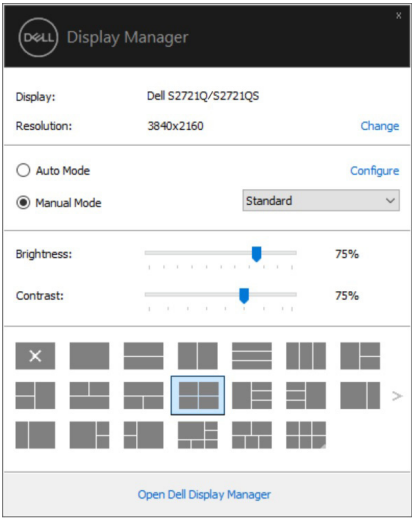 x
DELL Display Manager
Display: Dell S2721Q/S2721QS
Resolution: 3840x2160 Change
Auto Mode Configure
Manual Mode Standard
Brightness: 75%
Contrast: 75%
Open Dell Display Manager